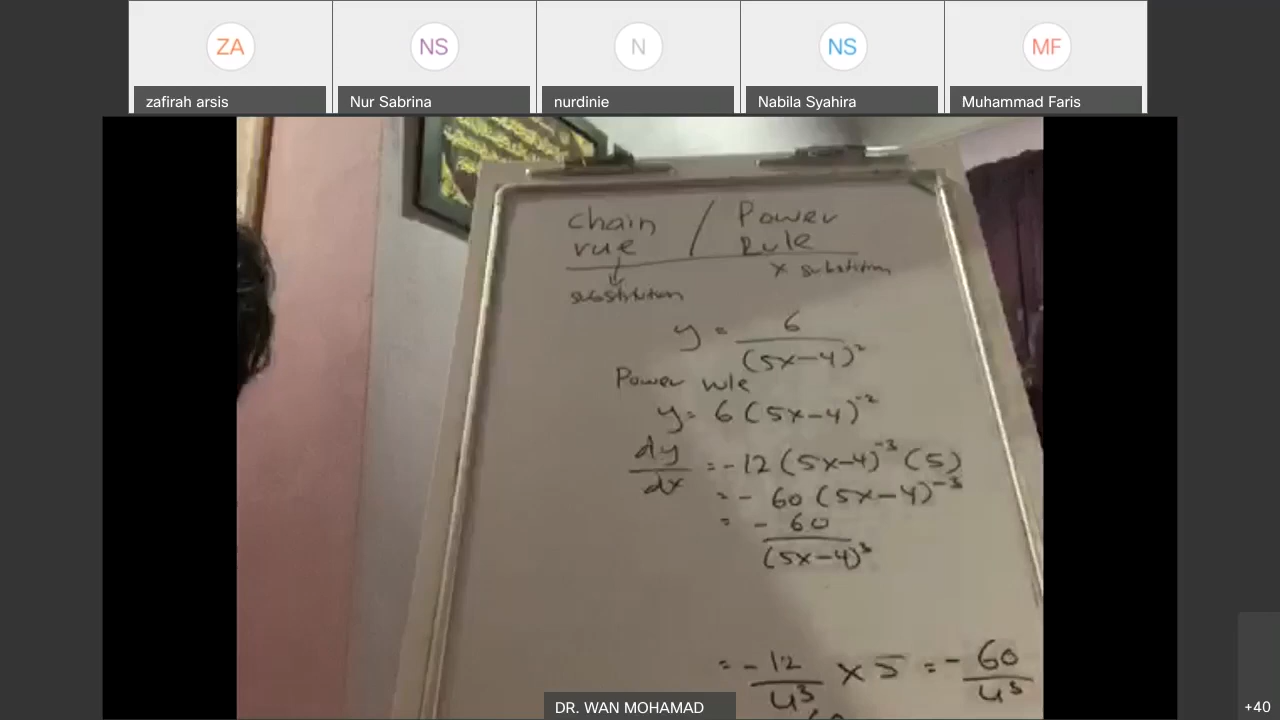 ZA
NS
N
NS
MF
zafirah arsis
Nur Sabrina
nurdinie
Nabila Syahira
Muhammad Faris
chain / Power
rue Rule
substitution x substitution
y = 6/(5x-4)²
Power rule
y = 6(5x-4)⁻²
dy/dx = -12(5x-4)⁻³(5)
= - 60(5x-4)⁻³
= - 60/(5x-4)³
= -12/u³ x 5 = - 60/u³
60
DR. WAN MOHAMAD
+40